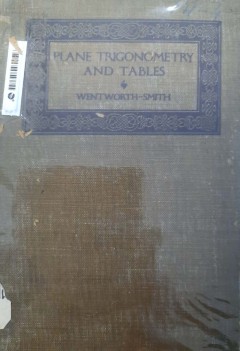 PLANE TRIGONOMETRY
AND TABLES
WENTWORTH-SMITH